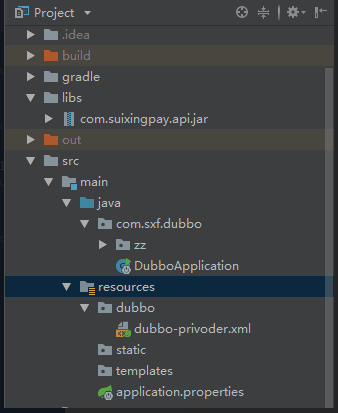 Project
.idea
build
gradle
libs
com.suixingpay.api.jar
out
src
main
java
com.sxf.dubbo
zz
DubboApplication
resources
dubbo
dubbo-privoder.xml
static
templates
application.properties